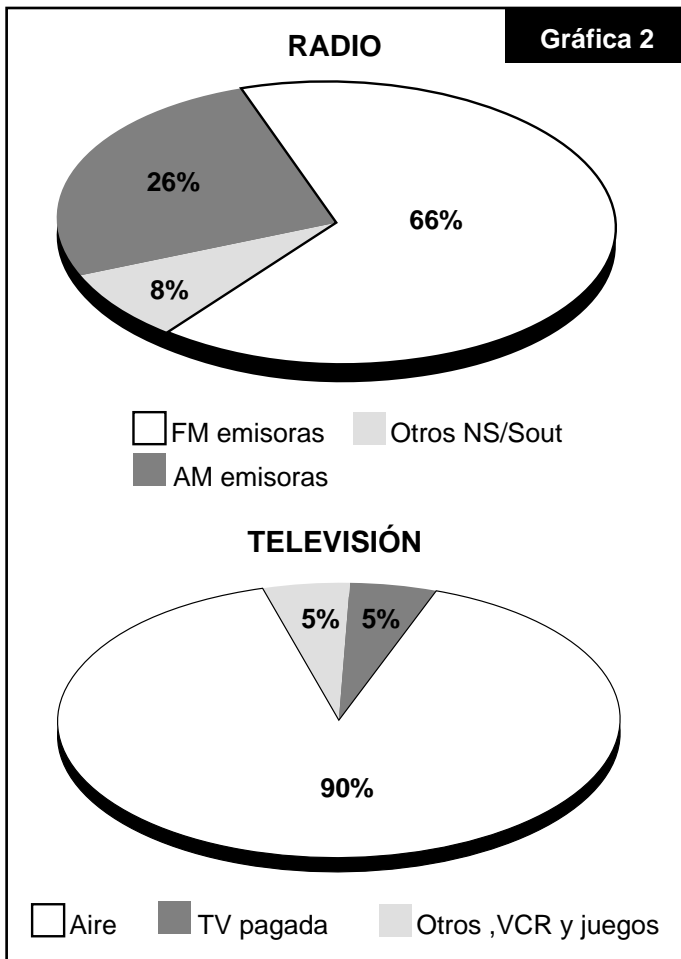 Gráfica 2
RADIO
26%
66%
8%
FM emisoras Otros NS/Sout
AM emisoras
TELEVISIÓN
5% 5%
90%
Aire TV pagada Otros ,VCR y juegos